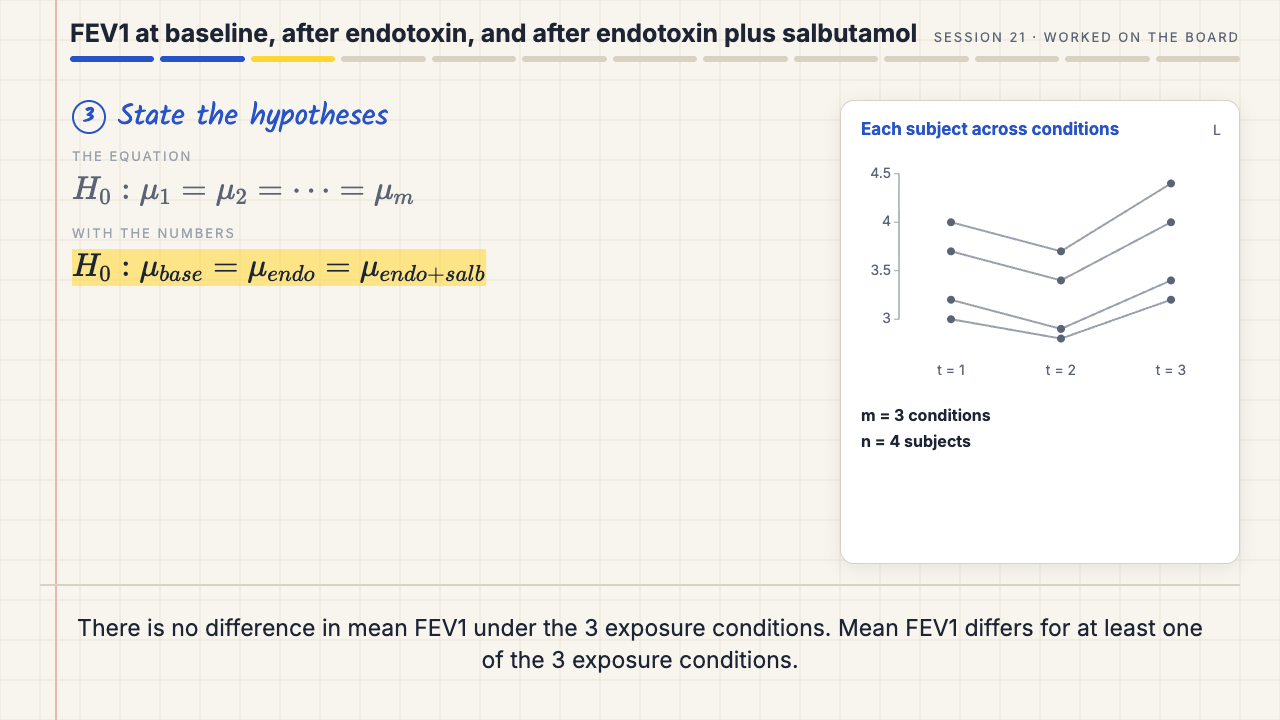 FEV1 at baseline, after endotoxin, and after endotoxin plus salbutamol
SESSION 21 · WORKED ON THE BOARD
3 State the hypotheses
THE EQUATION
H₀ : μ₁ = μ₂ = ⋯ = μₘ
WITH THE NUMBERS
H₀ : μ_base = μ_endo = μ_endo+salb
Each subject across conditions L
4.5
4
3.5
3
t = 1 t = 2 t = 3
m = 3 conditions
n = 4 subjects
There is no difference in mean FEV1 under the 3 exposure conditions. Mean FEV1 differs for at least one
of the 3 exposure conditions.